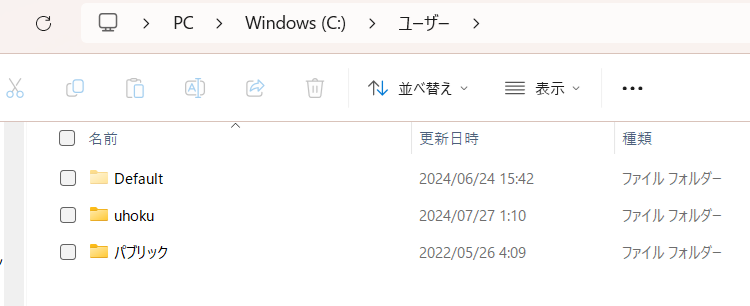 PC > Windows (C:) > ユーザー >
並べ替え 表示 ...
名前 更新日時 種類
Default 2024/06/24 15:42 ファイル フォルダー
uhoku 2024/07/27 1:10 ファイル フォルダー
パブリック 2022/05/26 4:09 ファイル フォルダー